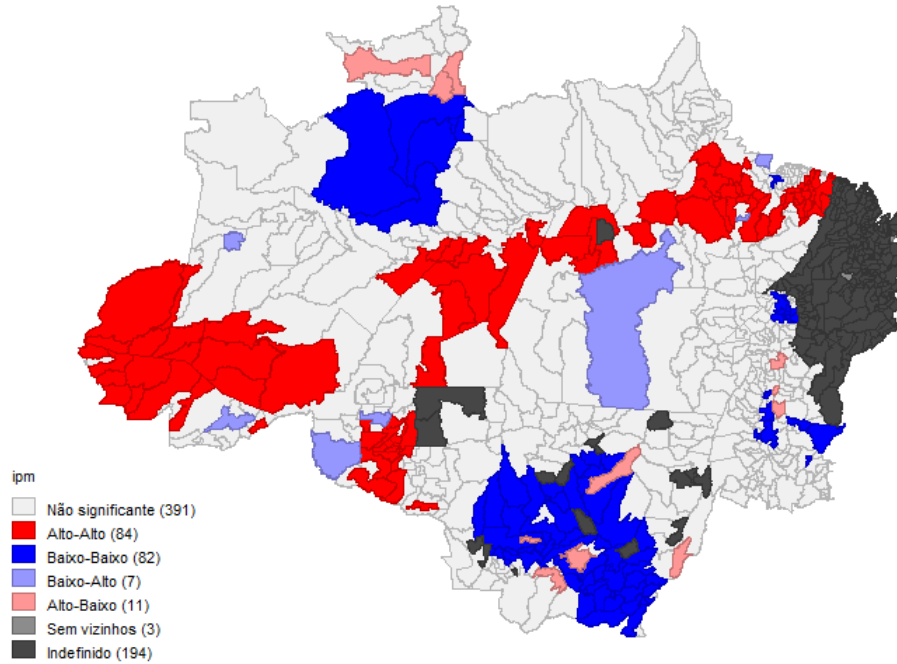 ipm
Não significante (391)
Alto-Alto (84)
Baixo-Baixo (82)
Baixo-Alto (7)
Alto-Baixo (11)
Sem vizinhos (3)
Indefinido (194)